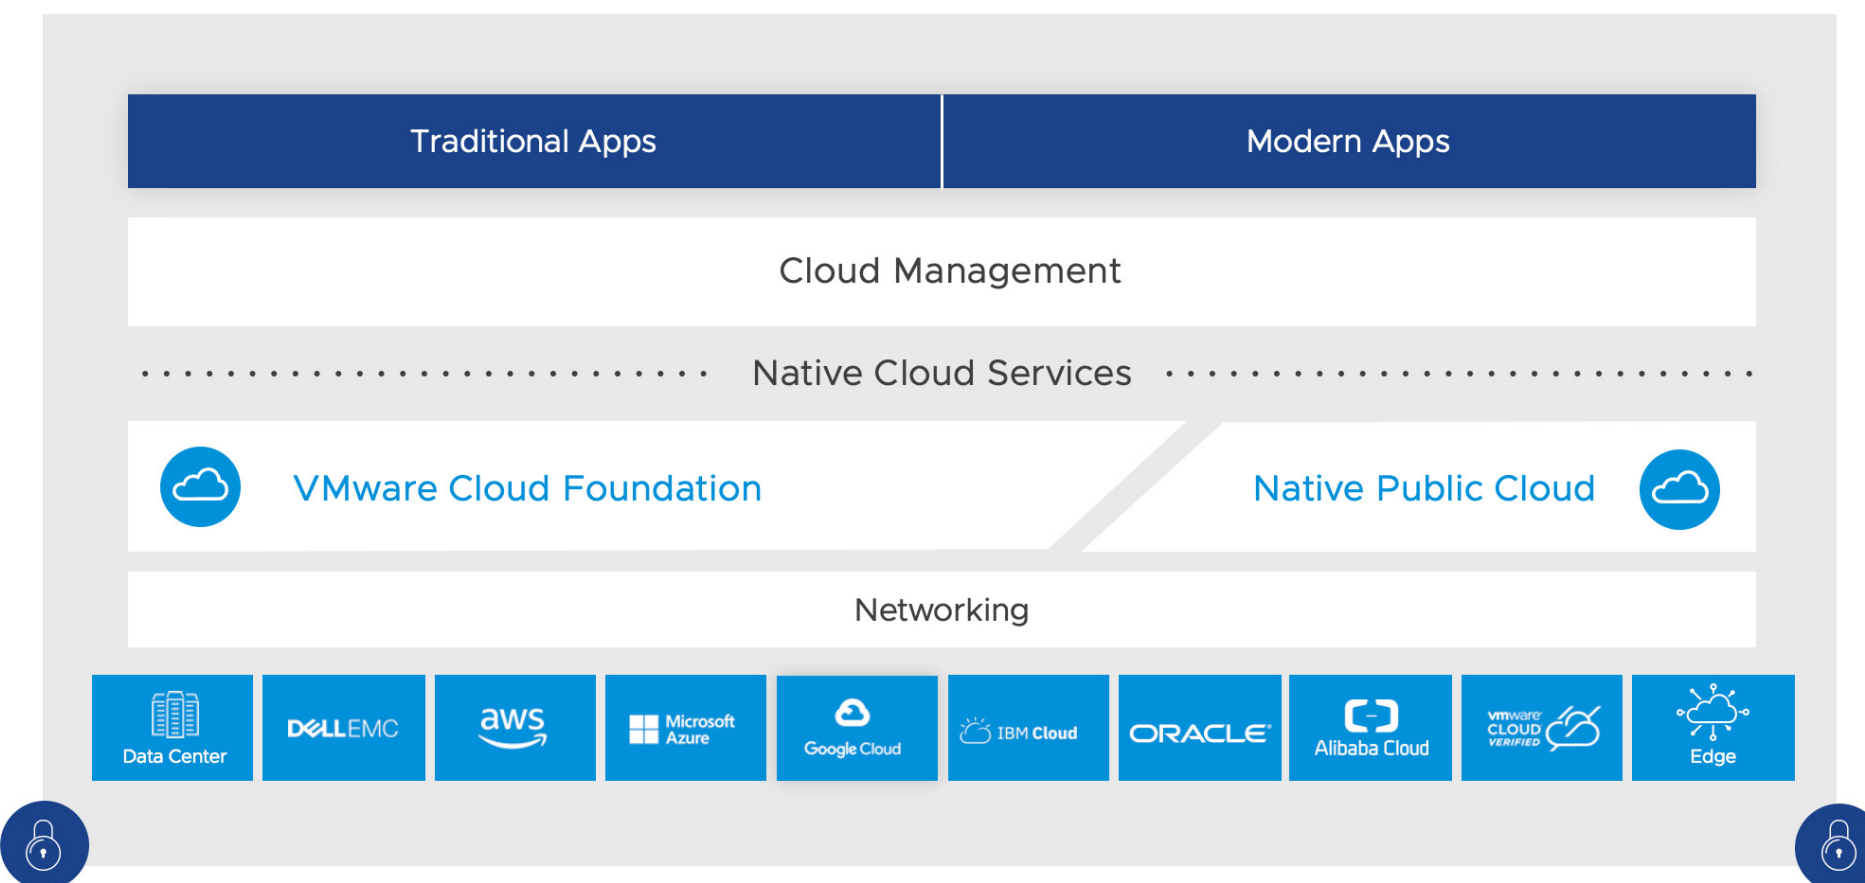 Traditional Apps
Modern Apps
Cloud Management
Native Cloud Services
VMware Cloud Foundation
Native Public Cloud
Networking
Data Center
DELLEMC
aws
Microsoft
Azure
Google Cloud
IBM Cloud
ORACLE
Alibaba Cloud
vmware
CLOUD
VERIFIED
Edge